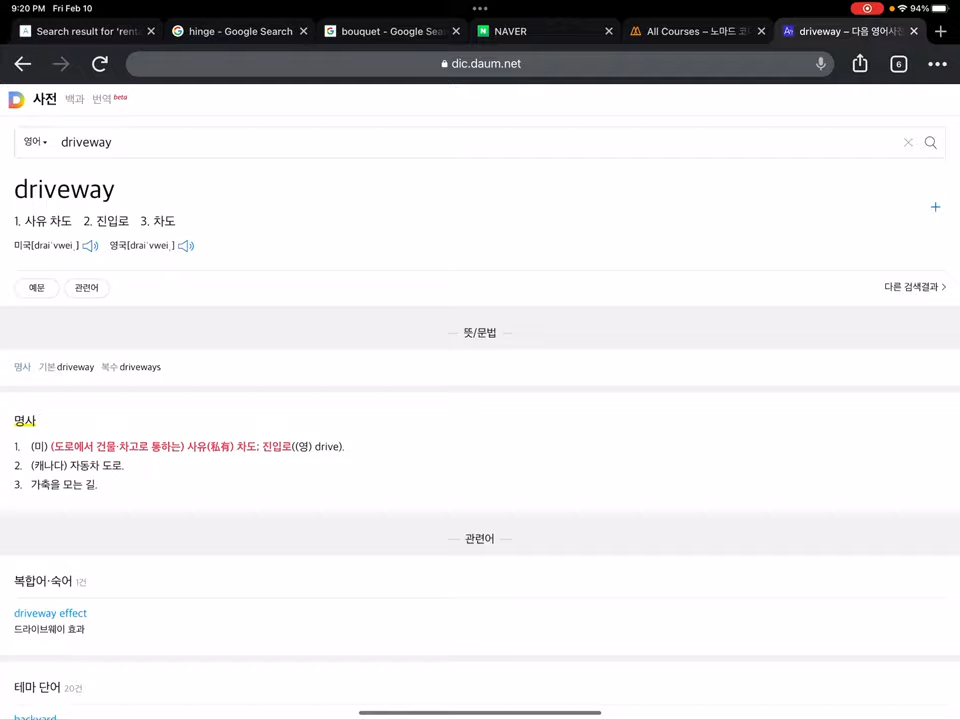 9:20 PM Fri Feb 10
94%
Search result for 'renta
hinge - Google Search
bouquet - Google Sea
NAVER
All Courses – 노마드 코
driveway – 다음 영어사전
dic.daum.net
6
사전 백과 번역 beta
영어 driveway
driveway
1. 사유 차도 2. 진입로 3. 차도
미국[draiˈvweiˌ] 영국[draiˈvweiˌ]
예문 관련어 다른 검색결과
뜻/문법
명사 기본 driveway 복수 driveways
명사
1. (미) (도로에서 건물·차고로 통하는) 사유(私有) 차도; 진입로((영) drive).
2. (캐나다) 자동차 도로.
3. 가축을 모는 길.
관련어
복합어·숙어 1건
driveway effect
드라이브웨이 효과
테마 단어 20건
backyard